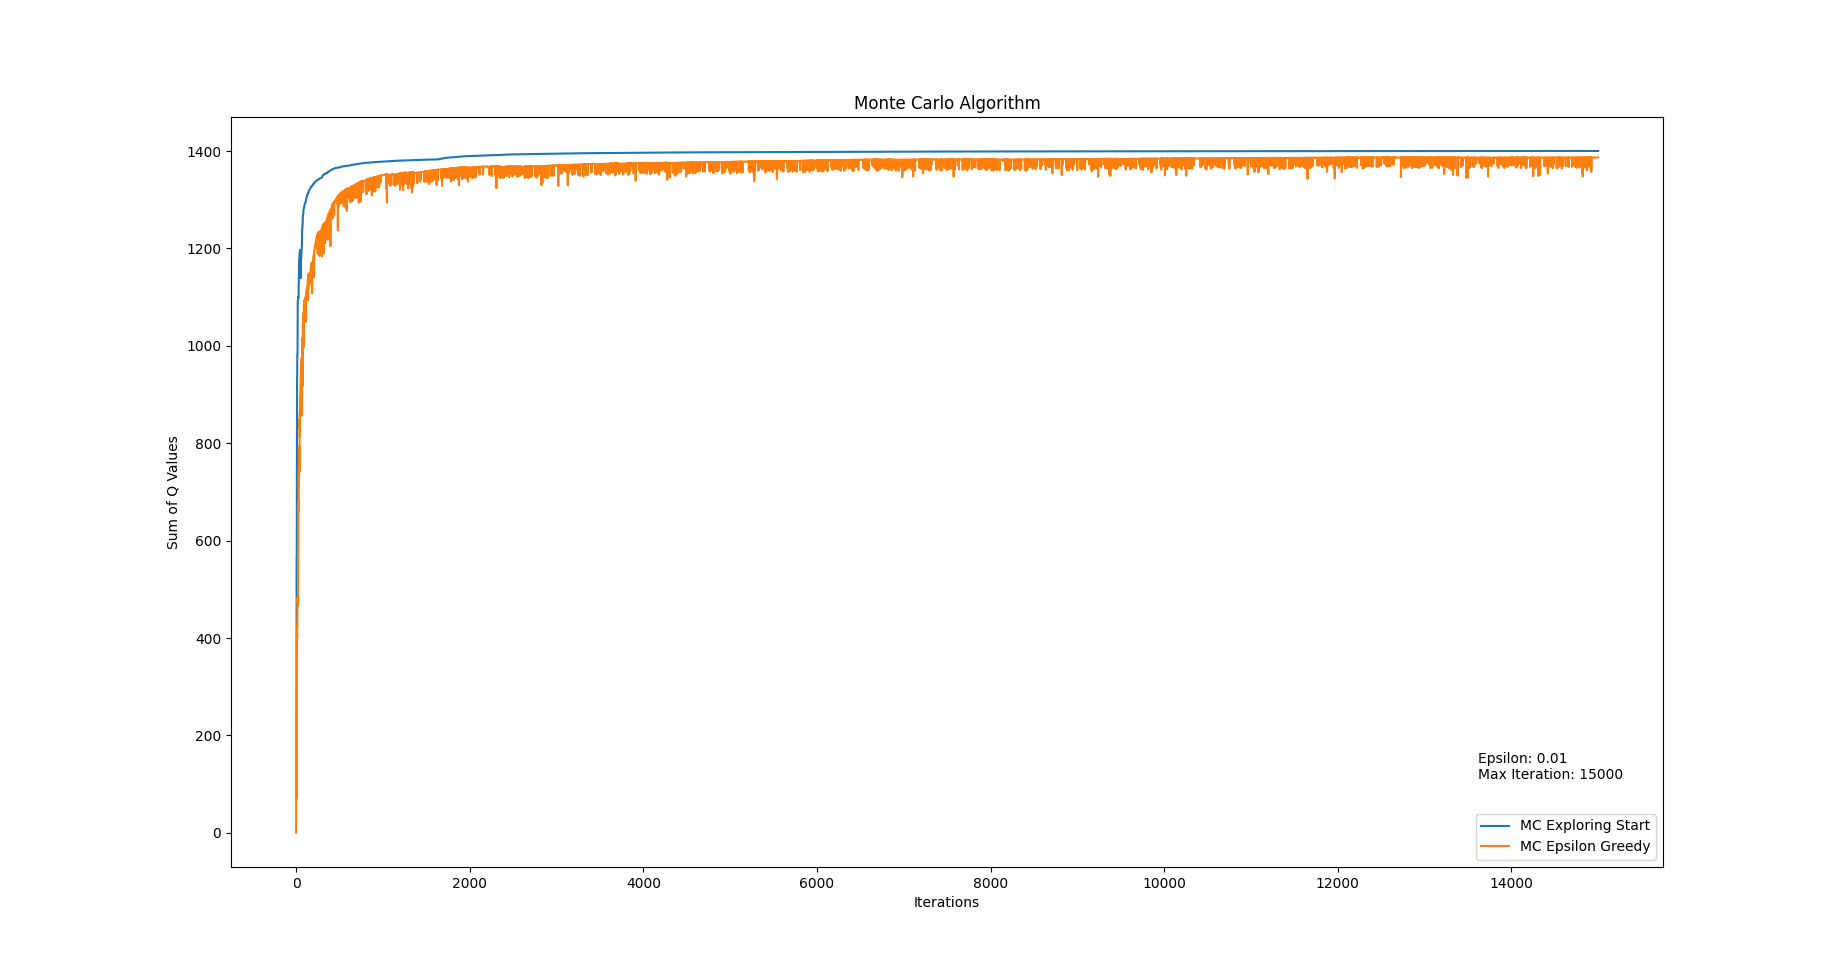 Monte Carlo Algorithm
1400
1200
1000
800
600
400
200
0
Sum of Q Values
Epsilon: 0.01
Max Iteration: 15000
MC Exploring Start
MC Epsilon Greedy
0 2000 4000 6000 8000 10000 12000 14000
Iterations